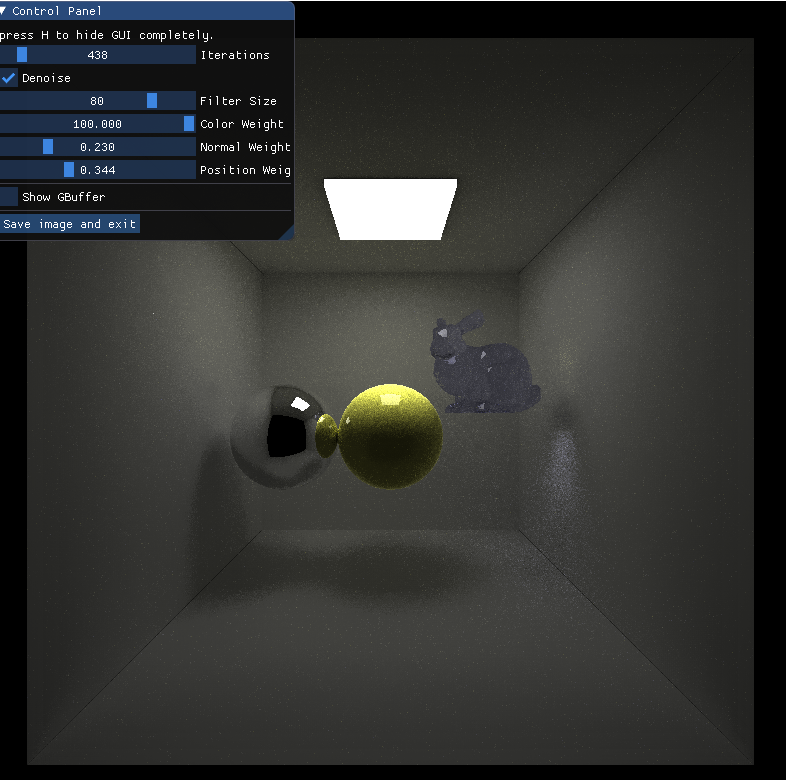 Control Panel
press H to hide GUI completely.
438 Iterations
Denoise
80 Filter Size
100.000 Color Weight
0.230 Normal Weight
0.344 Position Weig
Show GBuffer
Save image and exit